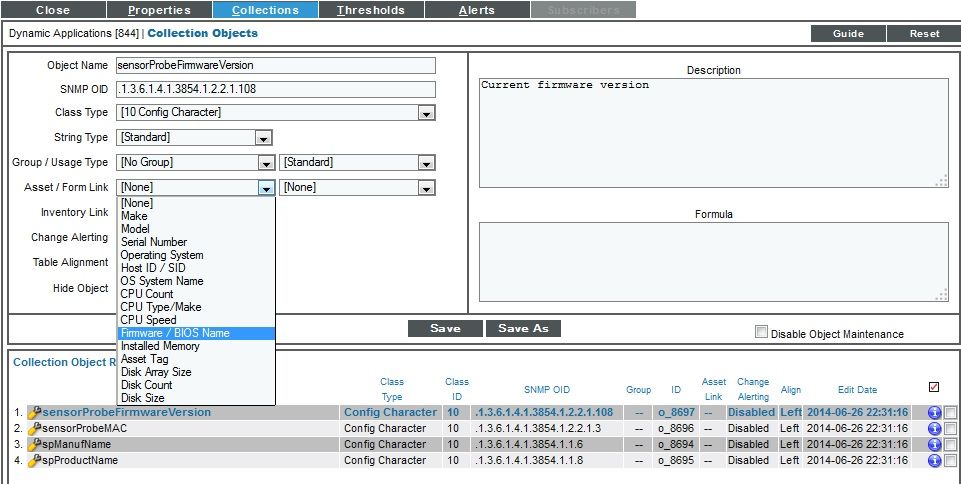 Close Properties Collections Thresholds Alerts Subscribers
Dynamic Applications [844] | Collection Objects Guide Reset
Object Name sensorProbeFirmwareVersion
SNMP OID .1.3.6.1.4.1.3854.1.2.2.1.108
Class Type [10 Config Character]
String Type [Standard]
Group / Usage Type [No Group] [Standard]
Asset / Form Link [None] [None]
Inventory Link
Change Alerting
Table Alignment
Hide Object
[None]
Make
Model
Serial Number
Operating System
Host ID / SID
OS System Name
CPU Count
CPU Type/Make
CPU Speed
Firmware / BIOS Name
Installed Memory
Asset Tag
Disk Array Size
Disk Count
Disk Size
Description
Current firmware version
Formula
Save Save As Disable Object Maintenance
Collection Object R
Class Type Class ID SNMP OID Group ID Asset Link Change Alerting Align Edit Date
1. sensorProbeFirmwareVersion Config Character 10 .1.3.6.1.4.1.3854.1.2.2.1.108 -- o_8697 -- Disabled Left 2014-06-26 22:31:16
2. sensorProbeMAC Config Character 10 .1.3.6.1.4.1.3854.1.2.2.1.3 -- o_8696 -- Disabled Left 2014-06-26 22:31:16
3. spManufName Config Character 10 .1.3.6.1.4.1.3854.1.1.6 -- o_8694 -- Disabled Left 2014-06-26 22:31:16
4. spProductName Config Character 10 .1.3.6.1.4.1.3854.1.1.8 -- o_8695 -- Disabled Left 2014-06-26 22:31:16